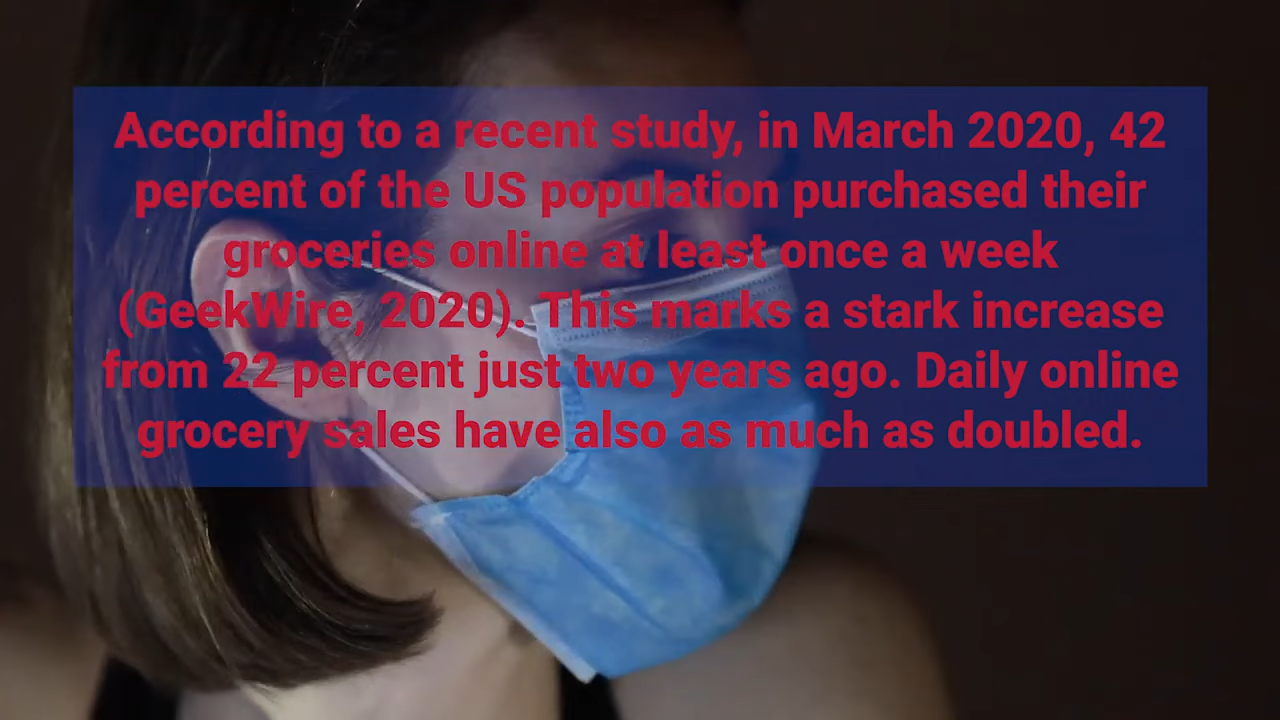 According to a recent study, in March 2020, 42
percent of the US population purchased their
groceries online at least once a week
(GeekWire, 2020). This marks a stark increase
from 22 percent just two years ago. Daily online
grocery sales have also as much as doubled.